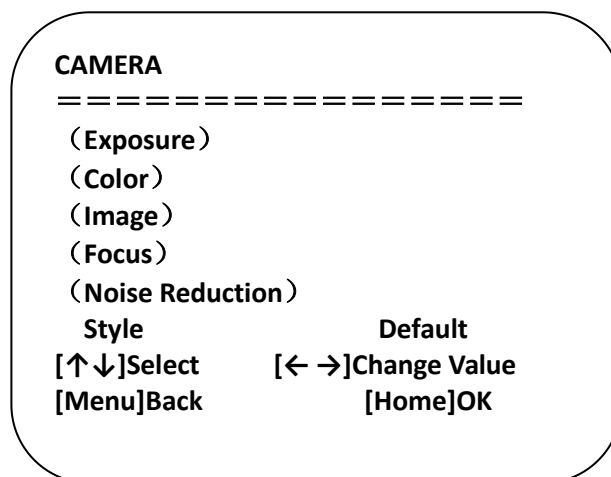 CAMERA
================
（Exposure）
（Color）
（Image）
（Focus）
（Noise Reduction）
Style Default
[↑↓]Select [← →]Change Value
[Menu]Back [Home]OK